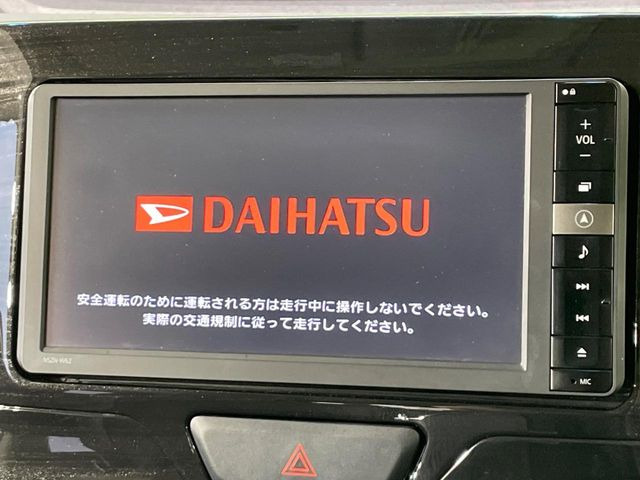 VOL
DAIHATSU
安全運転のために運転される方は走行中に操作しないでください。
実際の交通規制に従って走行してください。
NSZN-W62
MIC